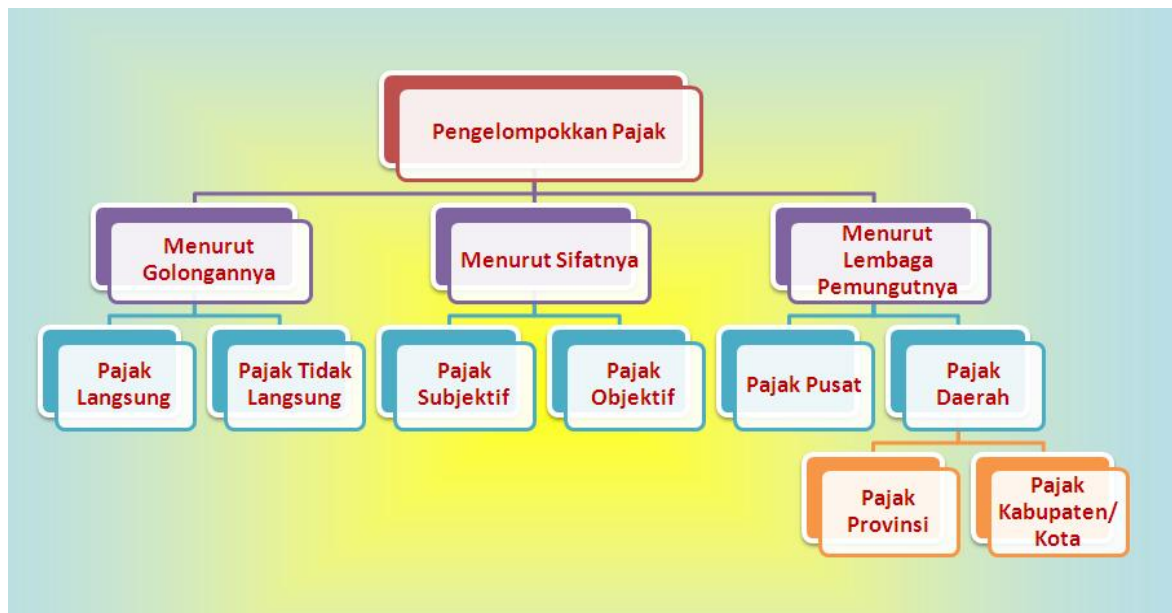 Pengelompokkan Pajak
Menurut
Golongannya
Menurut Sifatnya
Menurut
Lembaga
Pemungutnya
Pajak
Langsung
Pajak Tidak
Langsung
Pajak
Subjektif
Pajak
Objektif
Pajak Pusat
Pajak
Daerah
Pajak
Provinsi
Pajak
Kabupaten/
Kota